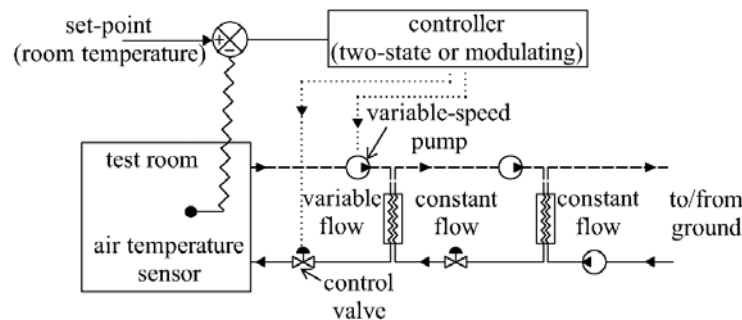 set-point
(room temperature)
+
−
controller
(two-state or modulating)
variable-speed
pump
test room
air temperature
sensor
variable
flow
constant
flow
constant
flow
to/from
ground
control
valve